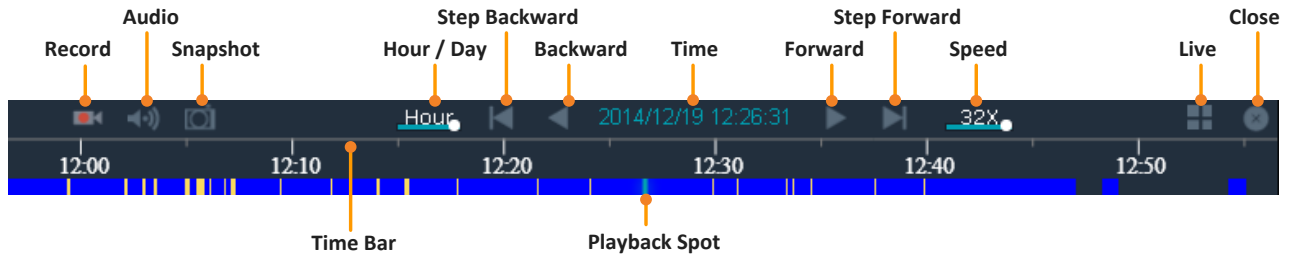 Audio Step Backward Step Forward Close
Record Snapshot Hour / Day Backward Time Forward Speed Live
Hour 2014/12/19 12:26:31 32X
12:00 12:10 12:20 12:30 12:40 12:50
Time Bar Playback Spot